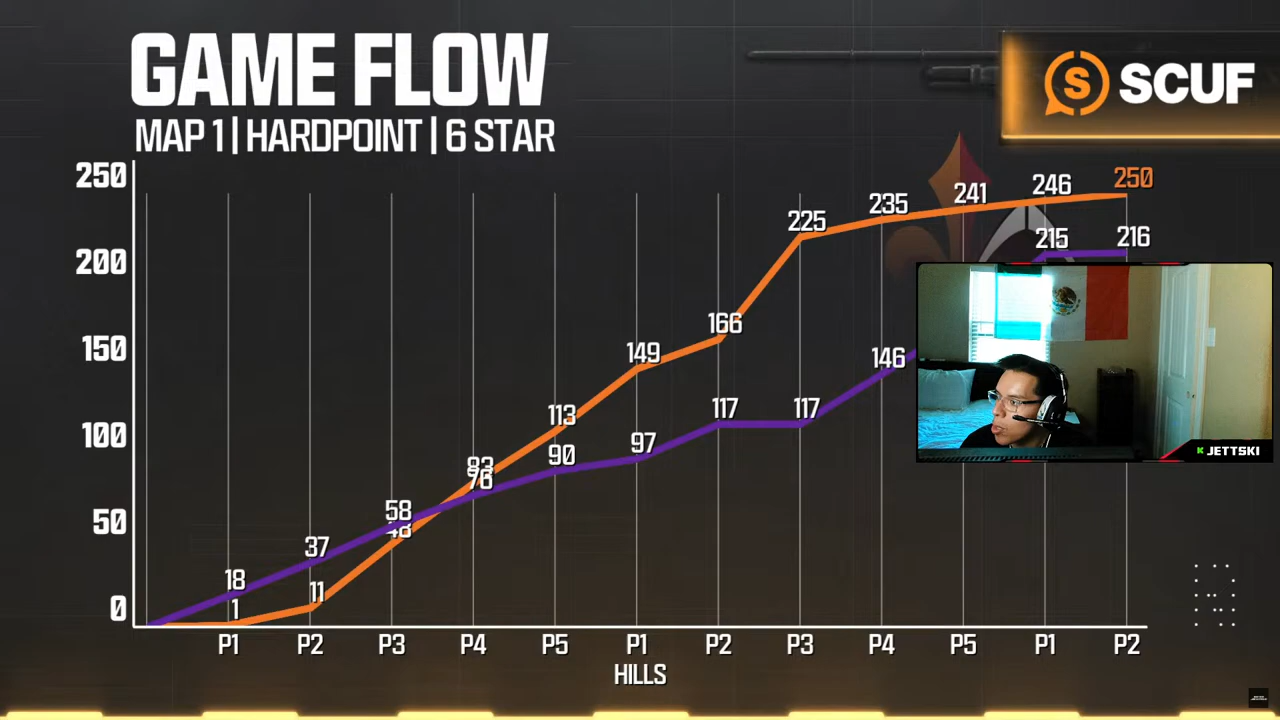 GAME FLOW
MAP 1 | HARDPOINT | 6 STAR
S SCUF
250
200
150
100
50
0
1 11 48 83 113 149 166 225 235 241 246 250
18 37 58 76 90 97 117 117 146 215 216
P1 P2 P3 P4 P5 P1 P2 P3 P4 P5 P1 P2
HILLS
K JETTSKI